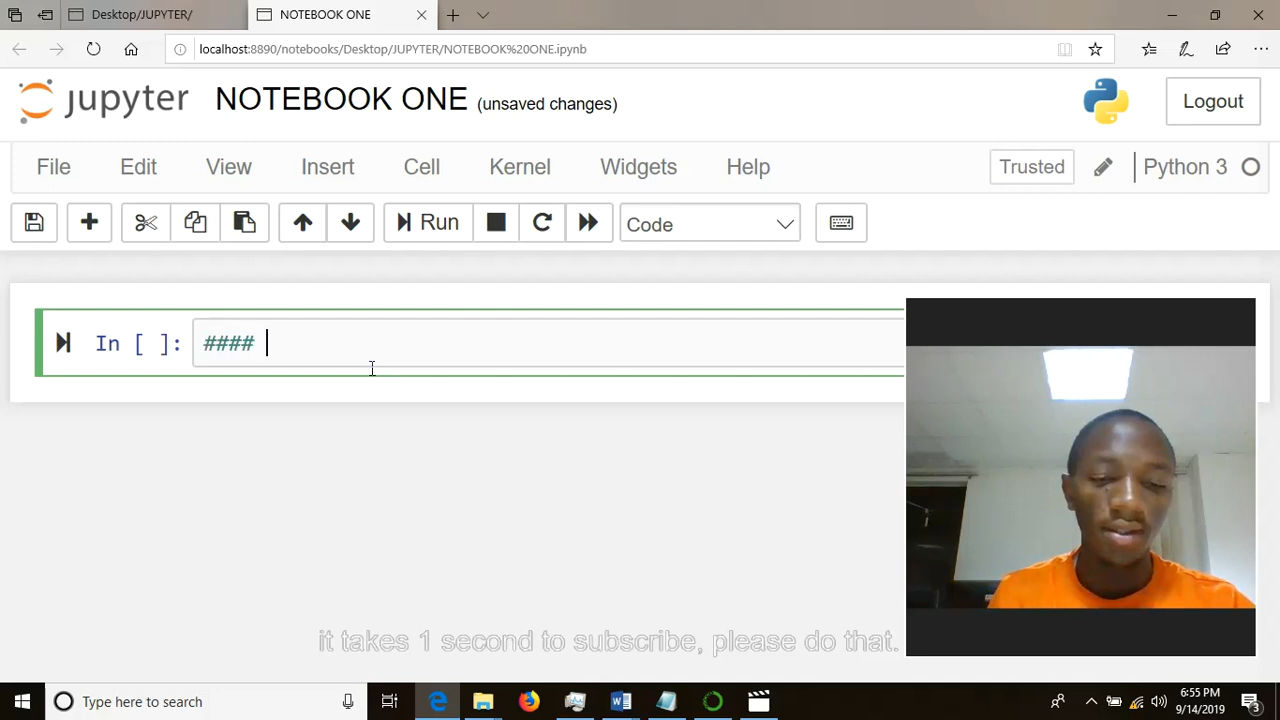 Desktop/JUPYTER/
NOTEBOOK ONE
localhost:8890/notebooks/Desktop/JUPYTER/NOTEBOOK%20ONE.ipynb
jupyter NOTEBOOK ONE (unsaved changes)
Logout
File Edit View Insert Cell Kernel Widgets Help
Trusted Python 3
Run Code
In [ ]: ####
it takes 1 second to subscribe, please do that.
Type here to search
6:55 PM
9/14/2019
3